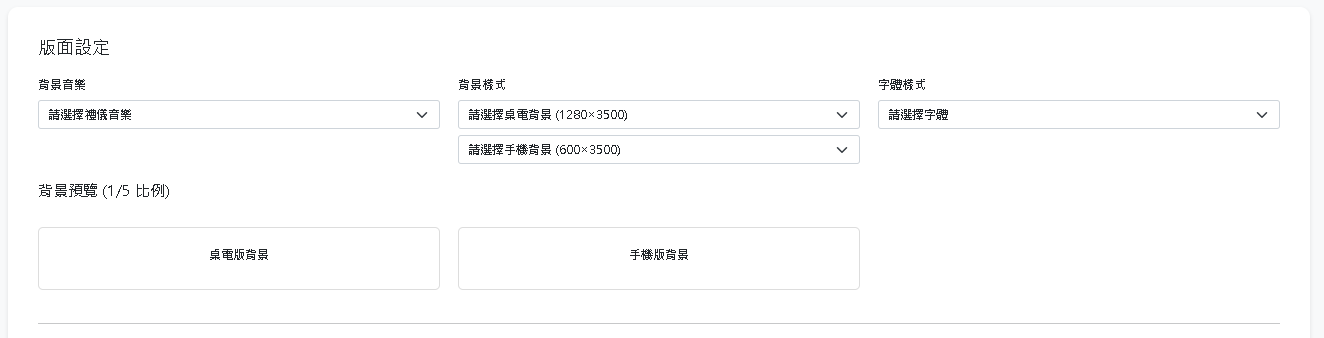 版面設定
背景音樂
背景樣式
字體樣式
請選擇禮儀音樂
請選擇桌電背景 (1280×3500)
請選擇字體
請選擇手機背景 (600×3500)
背景預覽 (1/5 比例)
桌電版背景
手機版背景